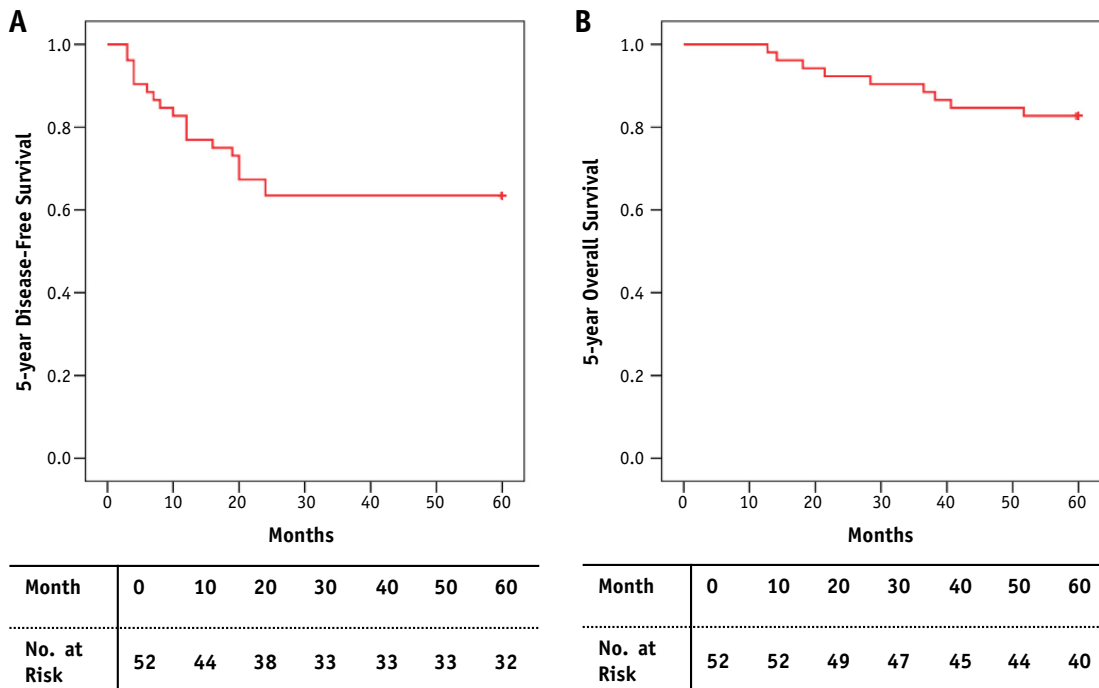 A
5-year Disease-Free Survival
1.0
0.8
0.6
0.4
0.2
0.0
0 10 20 30 40 50 60
Months
Month 0 10 20 30 40 50 60
No. at Risk 52 44 38 33 33 33 32
B
5-year Overall Survival
1.0
0.8
0.6
0.4
0.2
0.0
0 10 20 30 40 50 60
Months
Month 0 10 20 30 40 50 60
No. at Risk 52 52 49 47 45 44 40